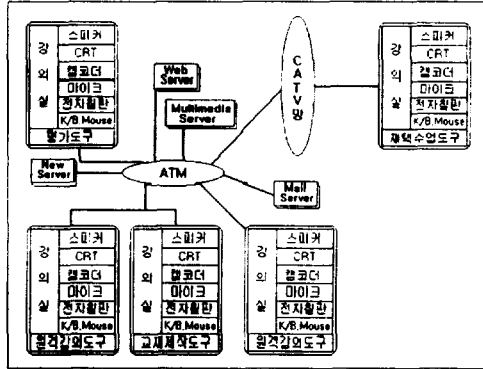 강의실
스피커
CRT
캠코더
마이크
전자칠판
K/B.Mouse
평가도구
Web Server
Multimedia Server
New Server
ATM
Mail Server
CATV망
강의실
스피커
CRT
캠코더
마이크
전자칠판
K/B.Mouse
재택수업도구
강의실
스피커
CRT
캠코더
마이크
전자칠판
K/B.Mouse
원격강의도구
강의실
스피커
CRT
캠코더
마이크
전자칠판
K/B.Mouse
교재제작도구
강의실
스피커
CRT
캠코더
마이크
전자칠판
K/B.Mouse
원격강의도구